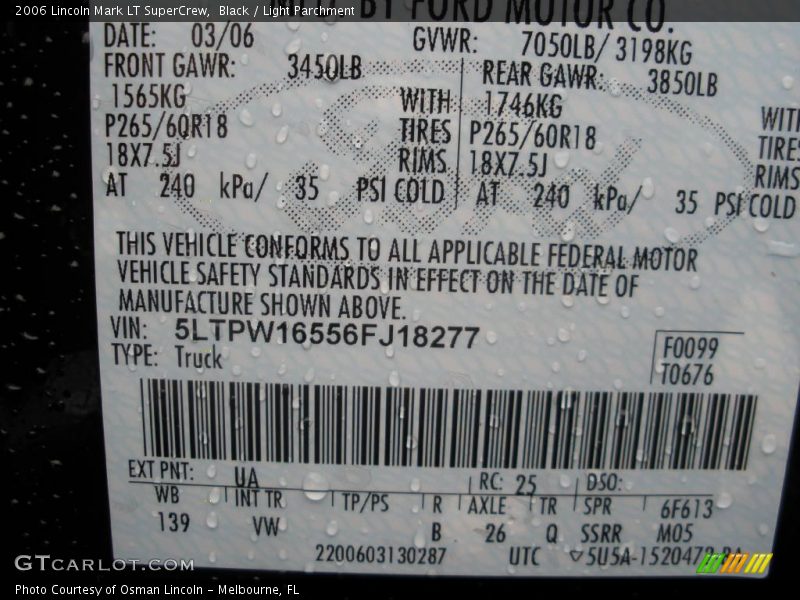 2006 Lincoln Mark LT SuperCrew, Black / Light Parchment
BY FORD MOTOR CO.
DATE: 03/06 GVWR: 7050LB/ 3198KG
FRONT GAWR: 3450LB REAR GAWR: 3850LB
1565KG WITH 1746KG WITH
P265/60R18 TIRES P265/60R18 TIRES
18X7.5J RIMS 18X7.5J RIMS
AT 240 kPa/ 35 PSI COLD AT 240 kPa/ 35 PSI COLD
Ford
THIS VEHICLE CONFORMS TO ALL APPLICABLE FEDERAL MOTOR
VEHICLE SAFETY STANDARDS IN EFFECT ON THE DATE OF
MANUFACTURE SHOWN ABOVE.
VIN: 5LTPW16556FJ18277
TYPE: Truck
F0099
T0676
EXT PNT: UA RC: 25 DSO:
WB INT TR TP/PS R AXLE TR SPR 6F613
139 VW B 26 Q SSRR M05
2200603130287 UTC ▽5U5A-1520472
GTCARLOT.COM
Photo Courtesy of Osman Lincoln - Melbourne, FL